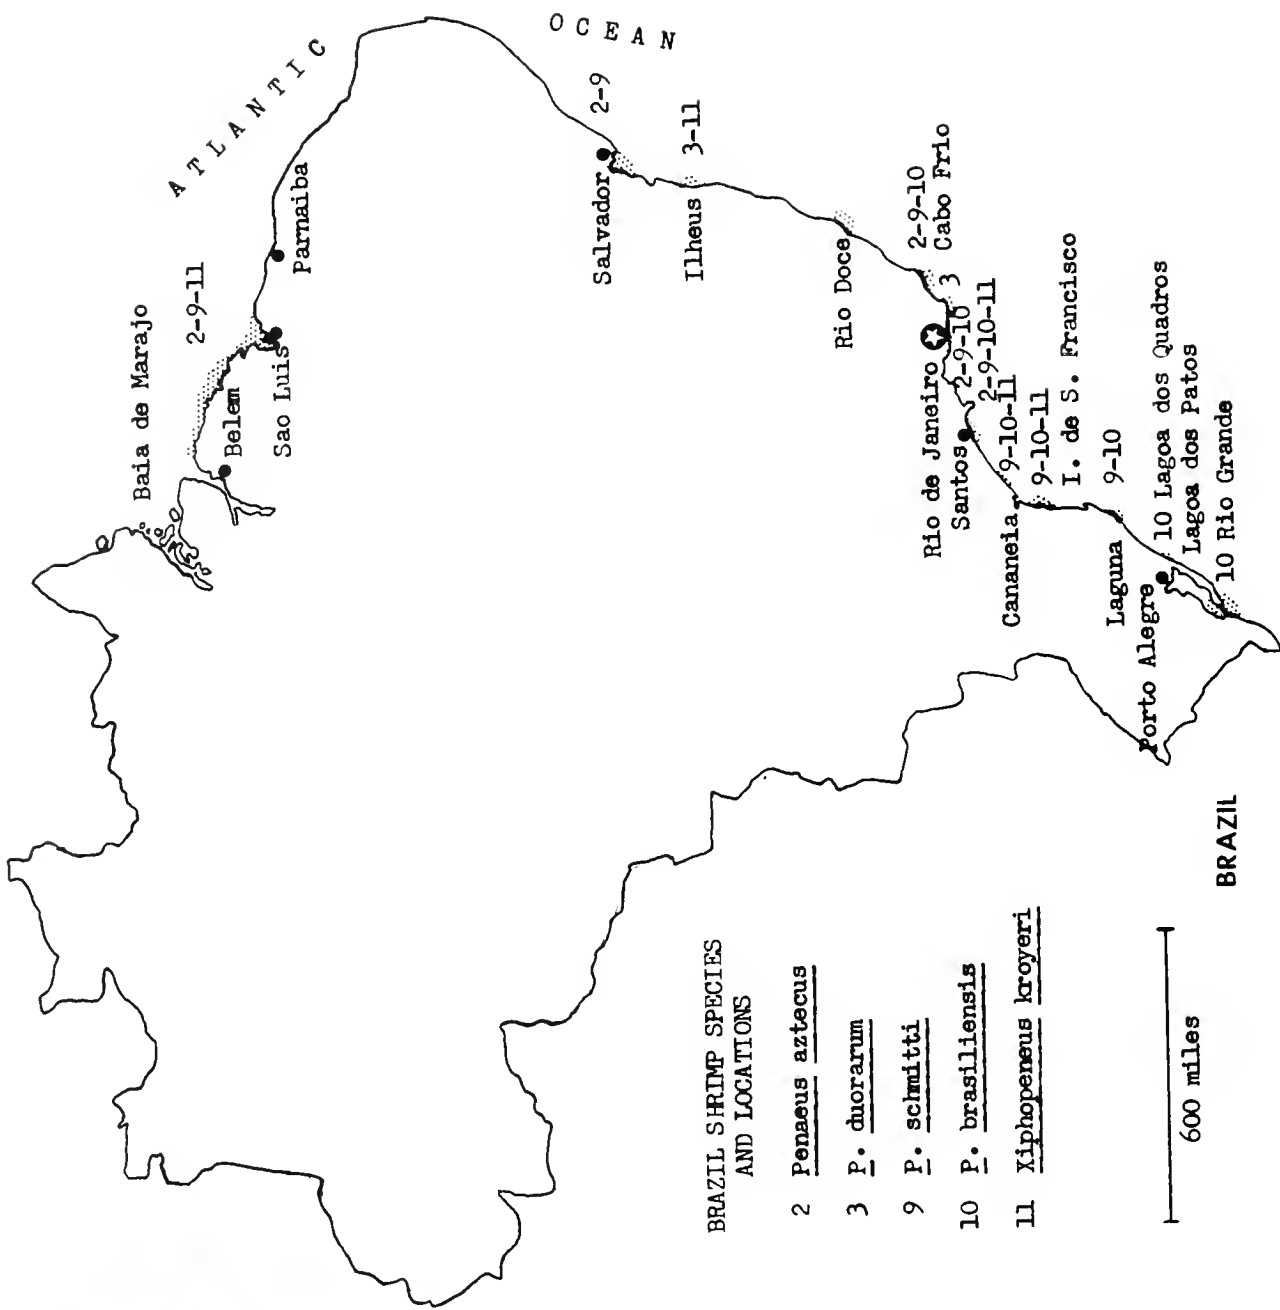 ATLANTIC
OCEAN
Baia de Marajo
2-9-11
Belem
Sao Luis
Parnaiba
Salvador
2-9
Ilheus
3-11
Rio Doce
2-9-10
Cabo Frio
3
Rio de Janeiro
2-9-10
Santos
2-9-10-11
9-10-11
Cananeia
9-10-11
I. de S. Francisco
9-10
Laguna
10 Lagoa dos Quadros
Porto Alegre
Lagoa dos Patos
10 Rio Grande
BRAZIL SHRIMP SPECIES
AND LOCATIONS
2 Penaeus aztecus
3 P. duorarum
9 P. schmitti
10 P. brasiliensis
11 Xiphopeneus kroyeri
600 miles
BRAZIL